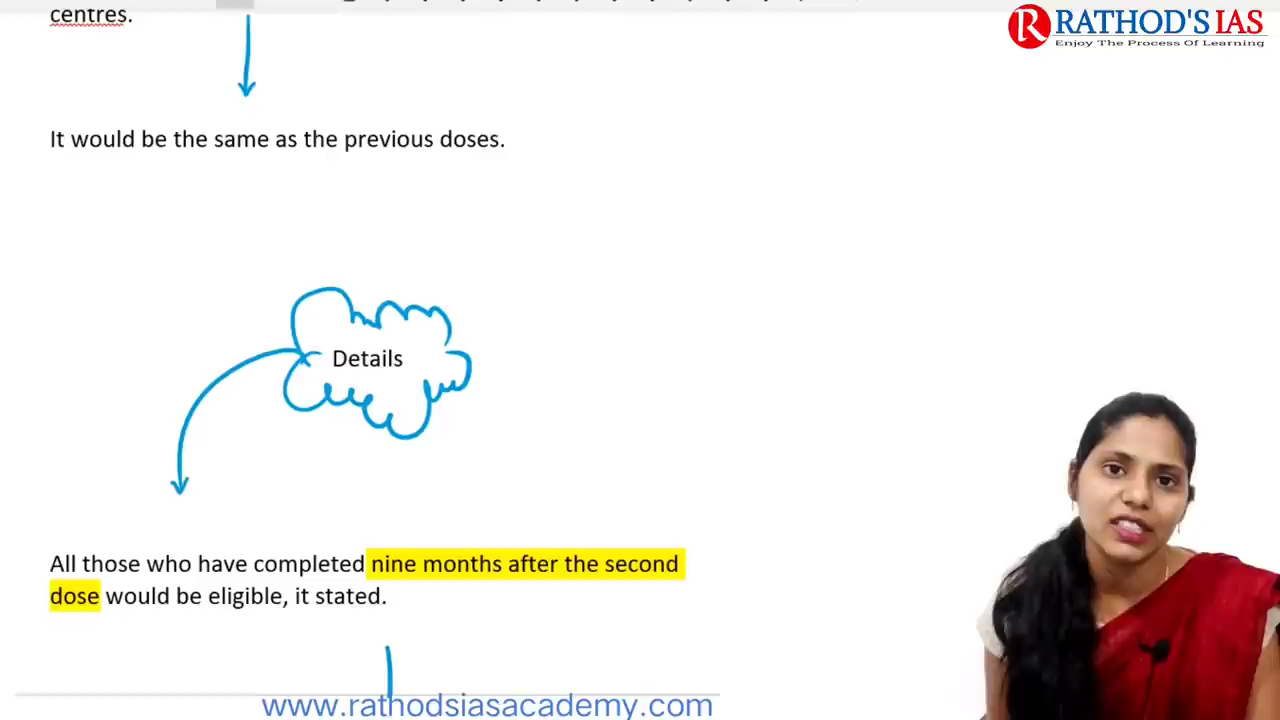 centres.
RATHOD'S IAS
Enjoy The Process Of Learning
It would be the same as the previous doses.
Details
All those who have completed nine months after the second
dose would be eligible, it stated.
www.rathodsiasacademy.com